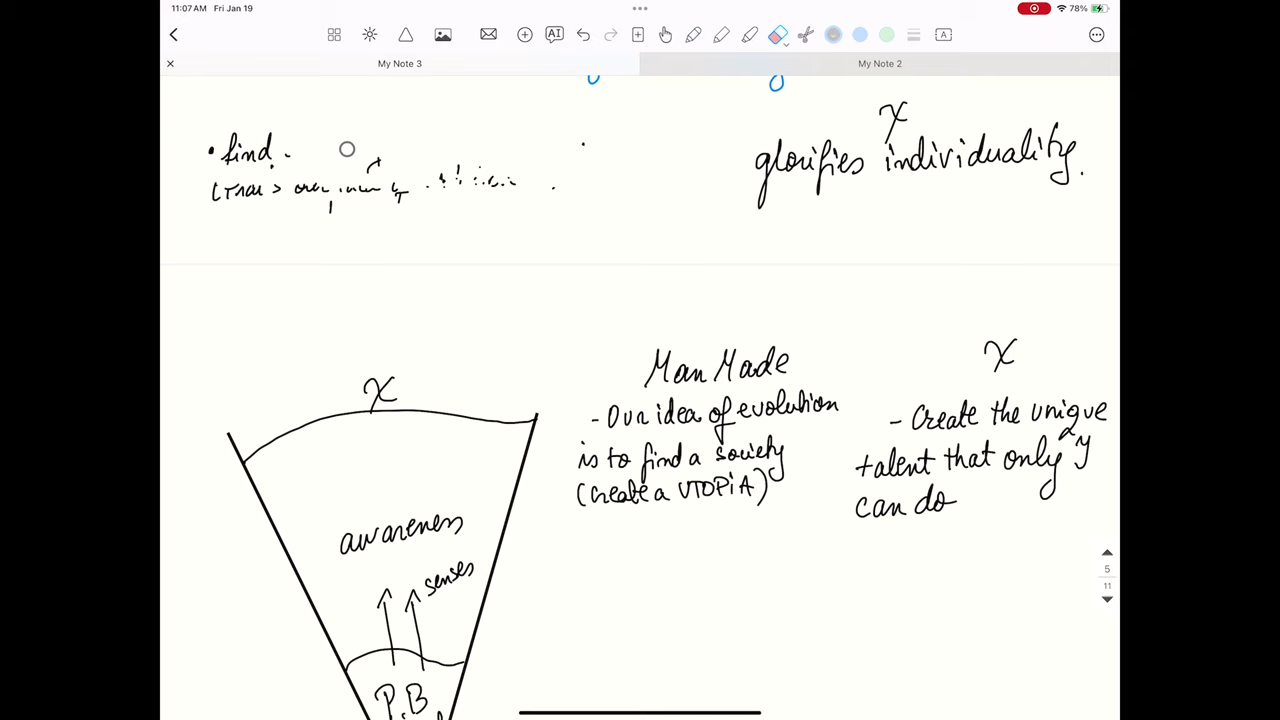 11:07 AM Fri Jan 19
78%
My Note 3
My Note 2
• find.
X
glorifies individuality.
X
awareness
senses
P.B
Man Made
- Our idea of evolution
is to find a society
(create a UTOPiA)
X
- Create the unique
talent that only y
can do
5
11